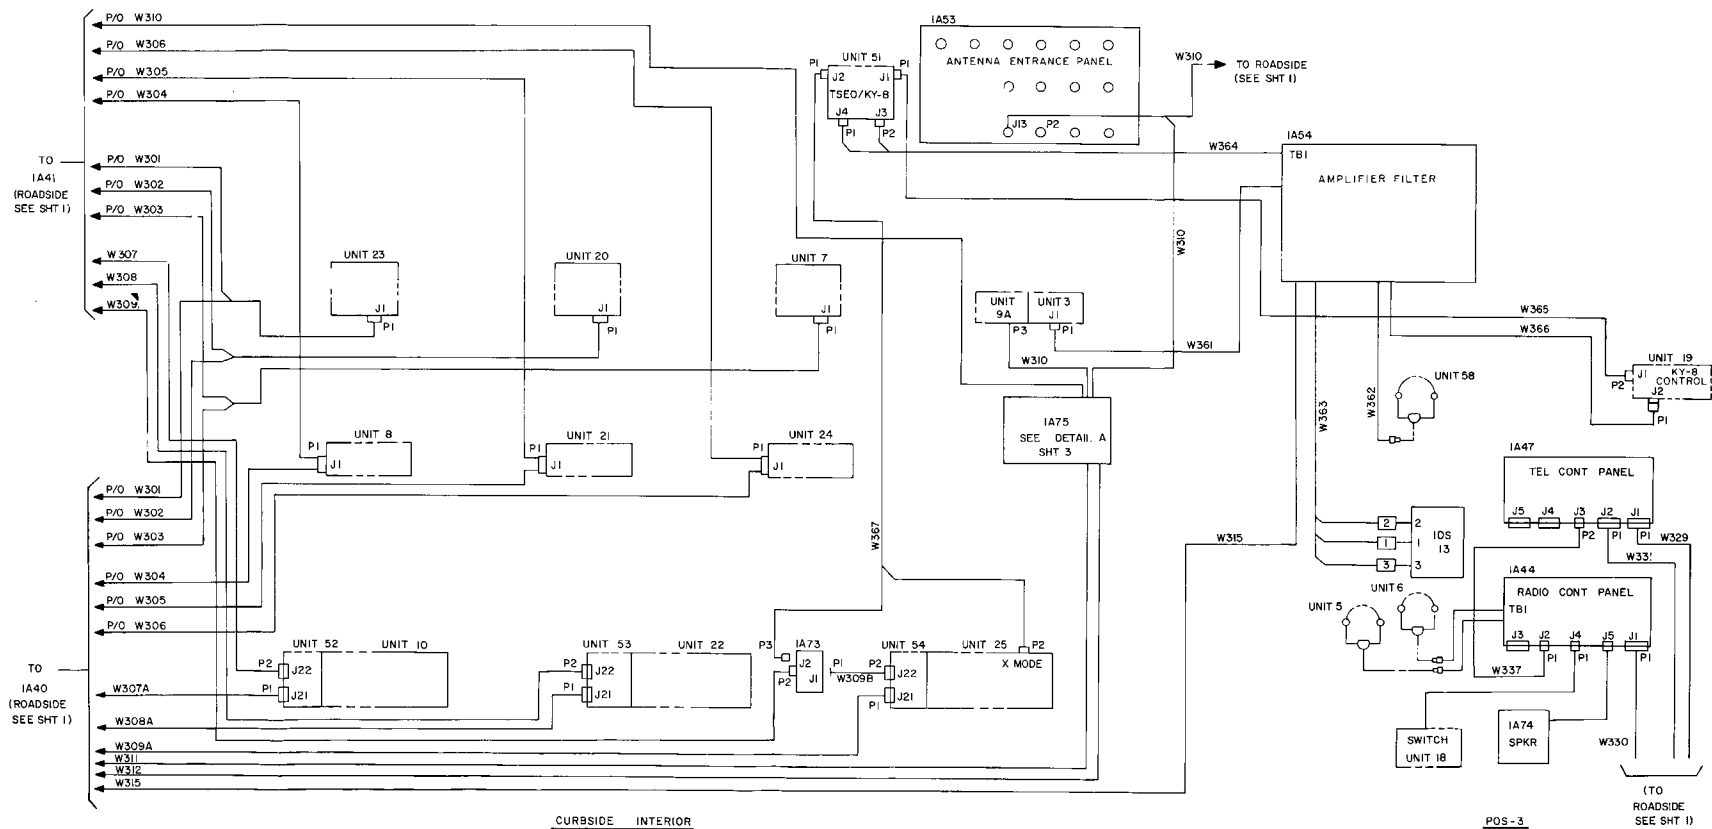 P/O W310
P/O W306
P/O W305
P/O W304
P/O W301
P/O W302
P/O W303
W307
W308
W309
TO
1A41
(ROADSIDE
SEE SHT 1)
P/O W301
P/O W302
P/O W303
P/O W304
P/O W305
P/O W306
W307A
W308A
W309A
W311
W312
W315
TO
1A40
(ROADSIDE
SEE SHT 1)
UNIT 23
J1
P1
UNIT 20
J1
P1
UNIT 7
J1
P1
P1
UNIT 8
J1
P1
UNIT 21
J1
P1
UNIT 24
J1
UNIT 52
UNIT 10
P2
J22
P1
J21
UNIT 53
UNIT 22
P2
J22
P1
J21
P3
1A73
J2
J1
P2
P1
W309B
UNIT 54
UNIT 25
P2
X MODE
P2
J22
J21
P1
W367
UNIT 51
P1
J2
J1
P1
TSEO/KY-8
J4
J3
P1
P2
1A53
ANTENNA ENTRANCE PANEL
J13
P2
W310
TO ROADSIDE
(SEE SHT 1)
W364
W310
1A54
TB1
AMPLIFIER FILTER
UNIT
9A
UNIT 3
J1
P3
P1
W310
W361
1A75
SEE DETAIL A
SHT 3
W315
W363
W362
UNIT 58
W365
W366
UNIT 19
J1
KY-8
CONTROL
P2
J2
P1
2
2
1
1
3
3
IDS
13
1A47
TEL CONT PANEL
J5
J4
J3
J2
J1
P2
P1
P1
W329
W331
1A44
RADIO CONT PANEL
TB1
J3
J2
J4
J5
J1
P1
P1
P1
W337
UNIT 5
UNIT 6
SWITCH
UNIT 18
1A74
SPKR
W330
(TO
ROADSIDE
SEE SHT 1)
CURBSIDE INTERIOR
POS-3